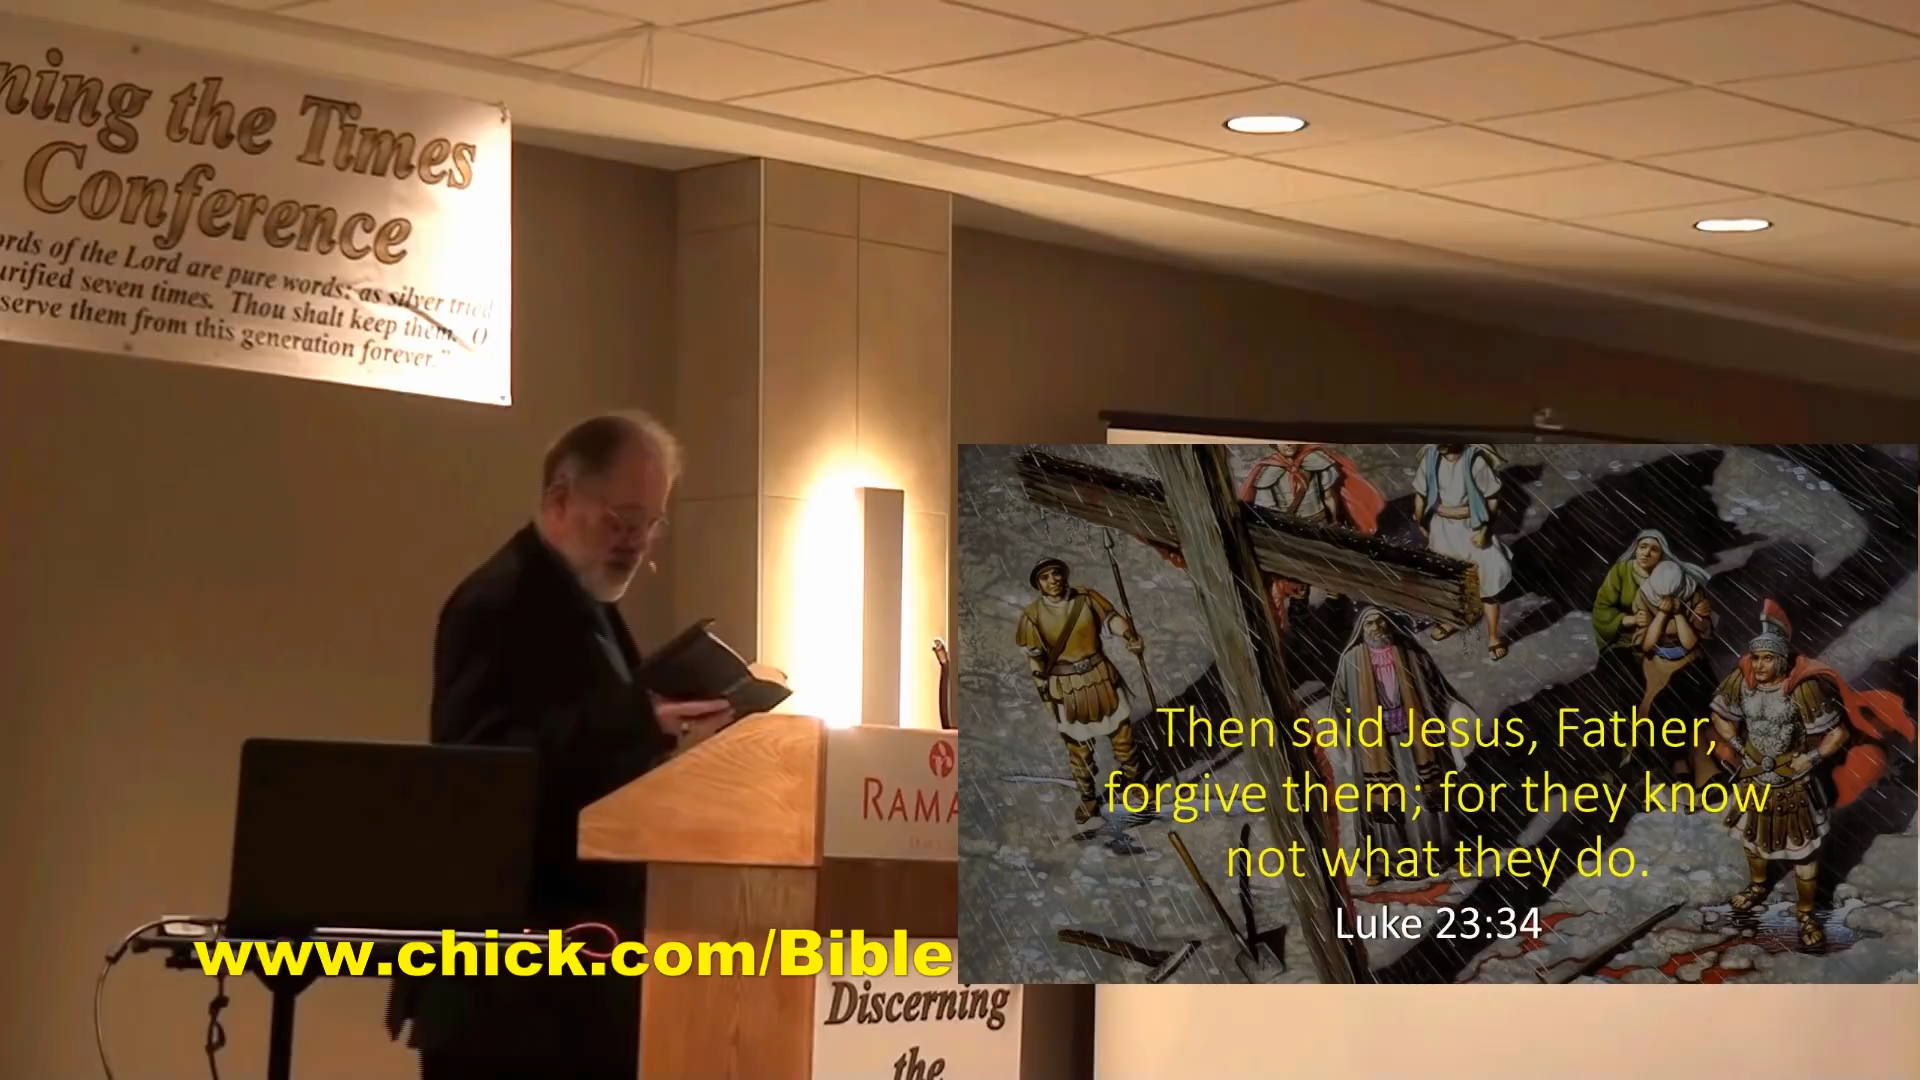 ning the Times
Conference
ords of the Lord are pure words: as silver tried
urified seven times. Thou shalt keep them, O
serve them from this generation forever."
RAMA
Then said Jesus, Father,
forgive them; for they know
not what they do.
Luke 23:34
www.chick.com/Bible
Discerning
the